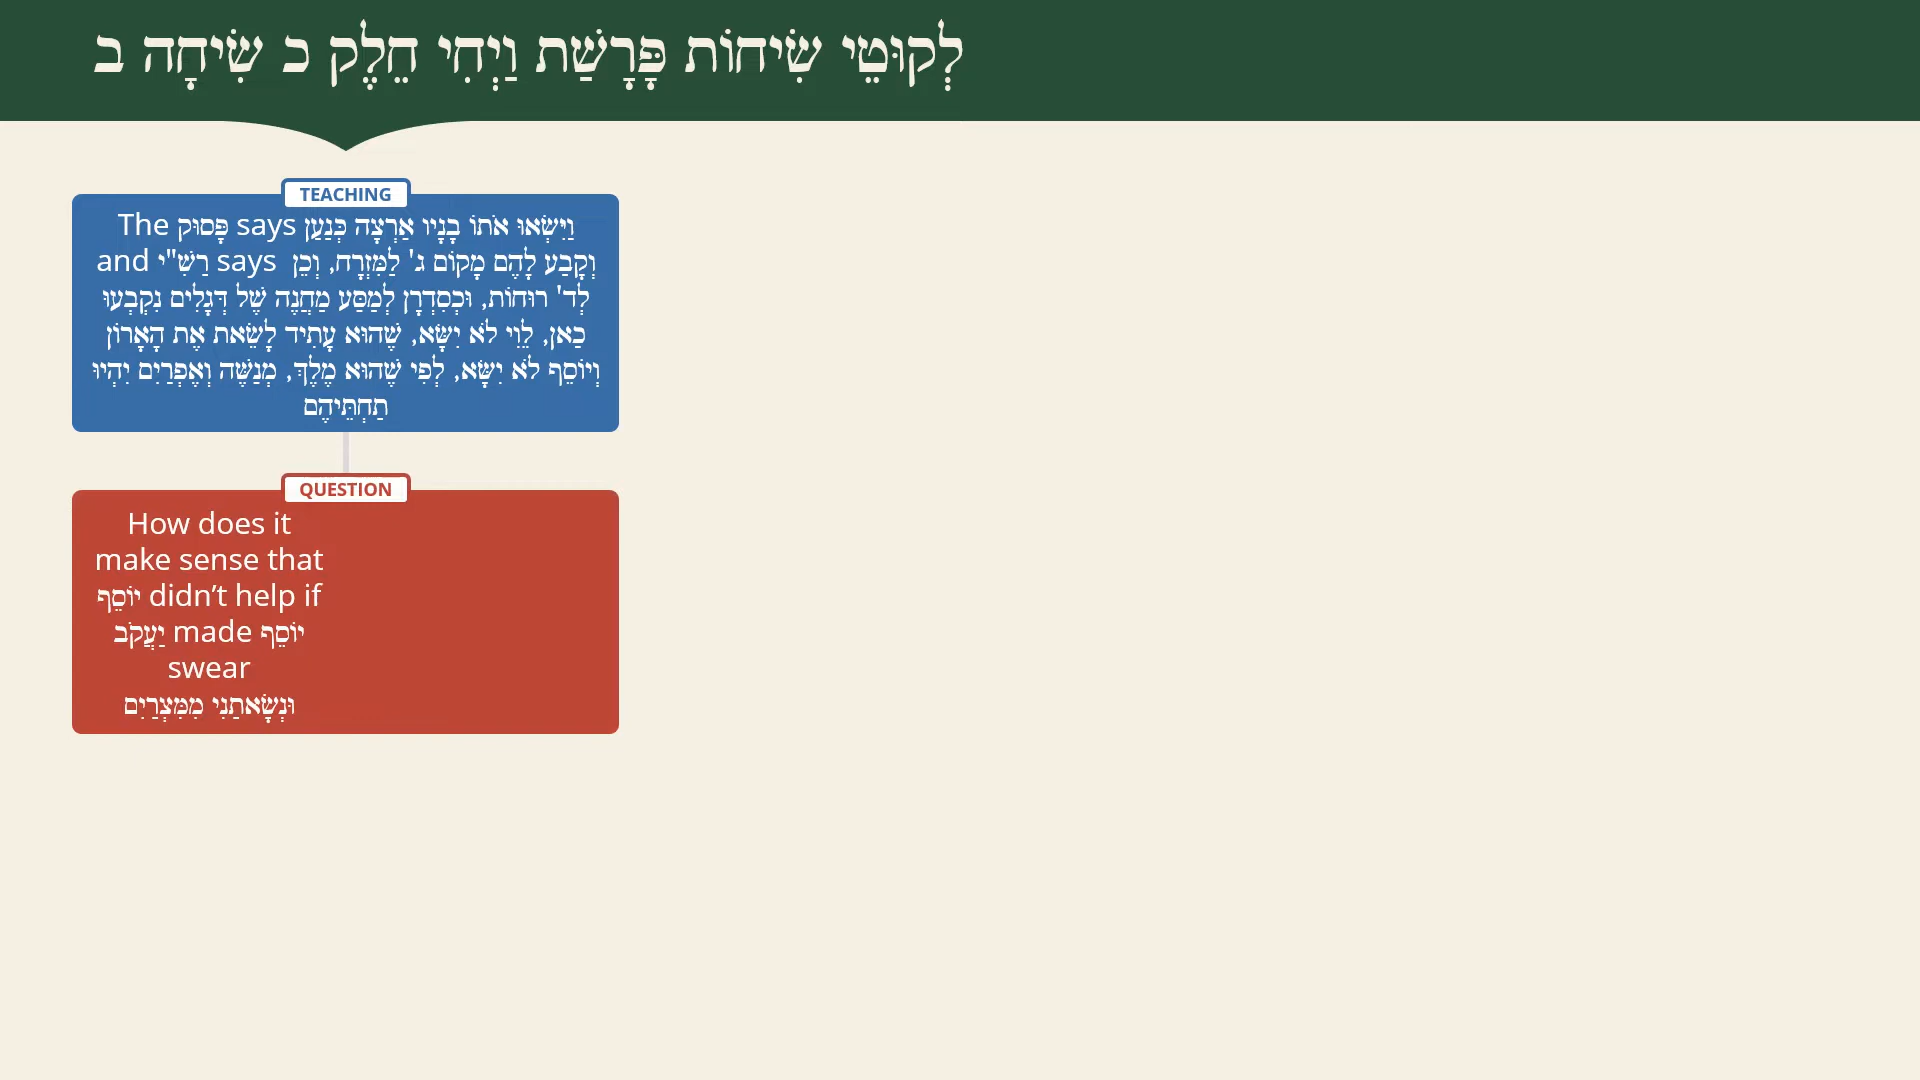 לְקוּטֵי שִׂיחוֹת פָּרָשַׁת וַיְחִי חֵלֶק כ שִׂיחָה ב
TEACHING
The פָּסוּק says וַיִּשְׂאוּ אֹתוֹ בָנָיו אַרְצָה כְּנַעַן
and רַשִׁ"י says וְקָבַע לָהֶם מָקוֹם ג' לַמִּזְרָח, וְכֵן
לְד' רוּחוֹת, וּכְסִדְרָן לְמַסַּע מַחֲנֶה שֶׁל דְּגָלִים נִקְבְּעוּ
כַאן, לֵוִי לֹא יִשָּׂא, שֶׁהוּא עָתִיד לָשֵׂאת אֶת הָאָרוֹן
וְיוֹסֵף לֹא יִשָּׂא, לְפִי שֶׁהוּא מֶלֶךְ, מְנַשֶּׁה וְאֶפְרַיִם יִהְיוּ
תַחְתֵּיהֶם
QUESTION
How does it
make sense that
יוֹסֵף didn’t help if
יַעֲקֹב made יוֹסֵף
swear
וּנְשָׂאתַנִי מִמִּצְרַיִם